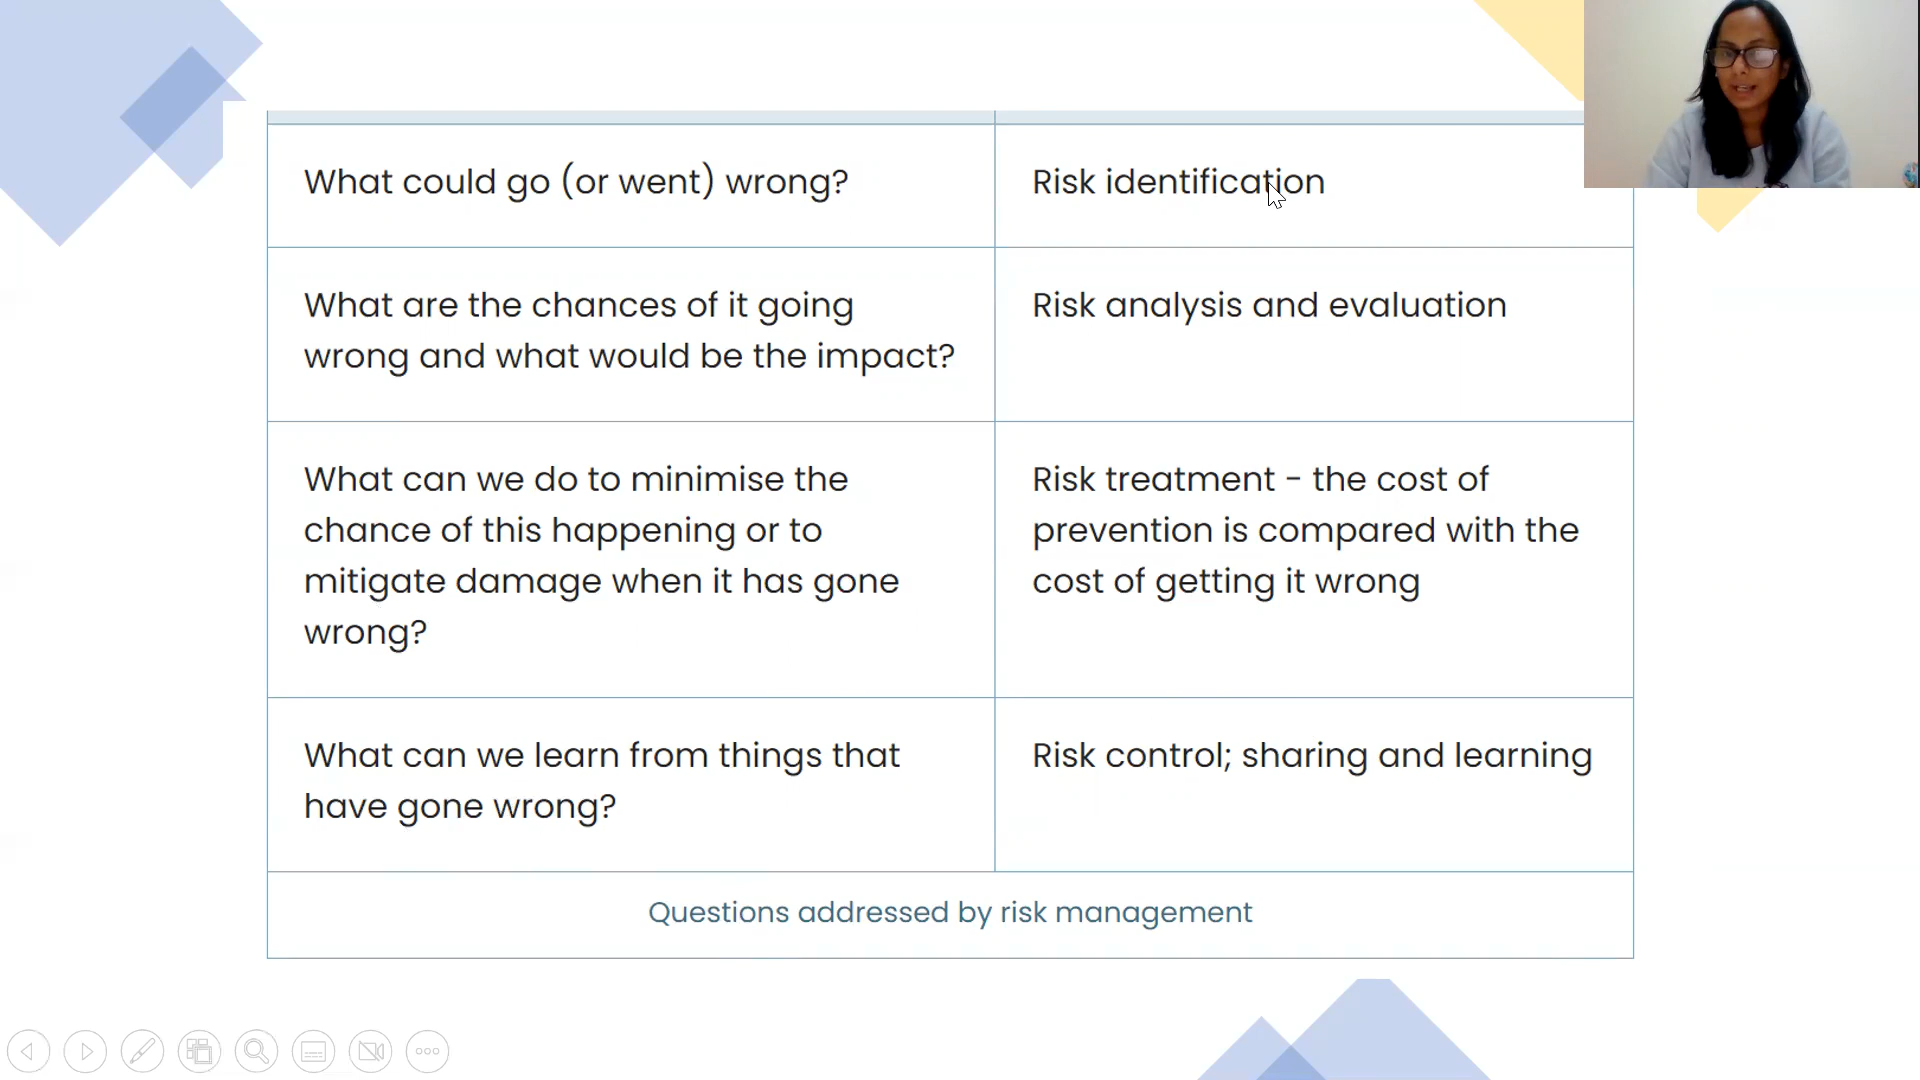 What could go (or went) wrong?
Risk identification
What are the chances of it going
wrong and what would be the impact?
Risk analysis and evaluation
What can we do to minimise the
chance of this happening or to
mitigate damage when it has gone
wrong?
Risk treatment - the cost of
prevention is compared with the
cost of getting it wrong
What can we learn from things that
have gone wrong?
Risk control; sharing and learning
Questions addressed by risk management